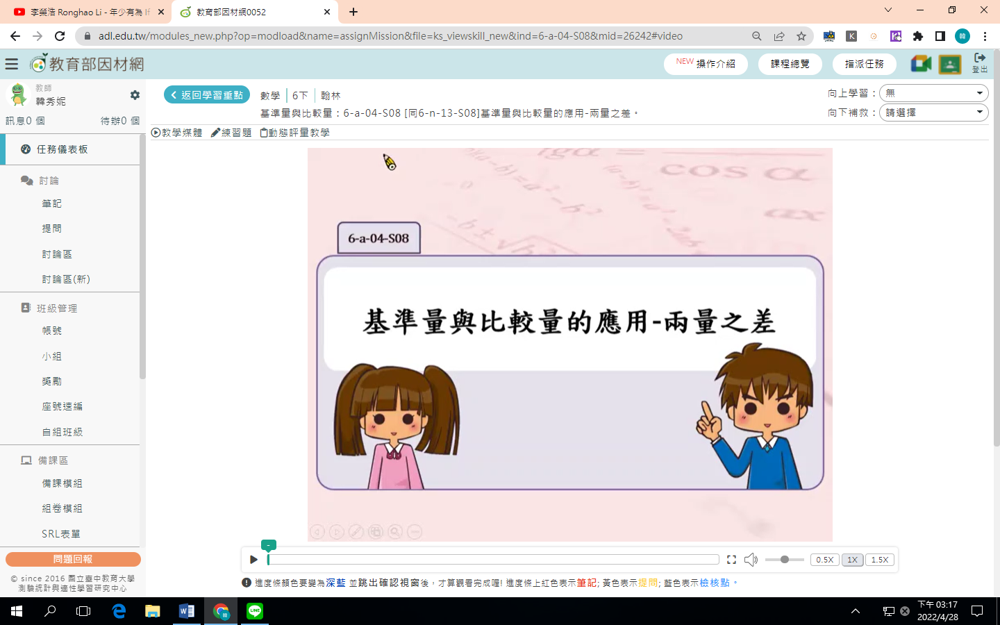 李榮浩 Ronghao Li - 年少有為 If
教育部因材網0052
adl.edu.tw/modules_new.php?op=modload&name=assignMission&file=ks_viewskill_new&ind=6-a-04-S08&mid=26242#video
K
韓
教育部因材網
NEW 操作介紹
課程總覽
指派任務
登出
教師
韓秀妮
訊息0 個
待辦0 個
返回學習重點
數學 6下 翰林
基準量與比較量：6-a-04-S08 [同6-n-13-S08]基準量與比較量的應用-兩量之差。
向上學習：無
向下補救：請選擇
教學媒體 練習題 動態評量教學
任務儀表板
討論
筆記
提問
討論區
討論區(新)
班級管理
帳號
小組
獎勵
座號速編
自組班級
備課區
備課模組
組卷模組
SRL表單
問題回報
© since 2016 國立臺中教育大學
測驗統計與適性學習研究中心
cos α
6-a-04-S08
基準量與比較量的應用-兩量之差
-
0.5X
1X
1.5X
進度條顏色要變為深藍 並跳出確認視窗後，才算觀看完成喔! 進度條上紅色表示筆記; 黃色表示提問; 藍色表示檢核點。
LINE
下午 03:17
2022/4/28